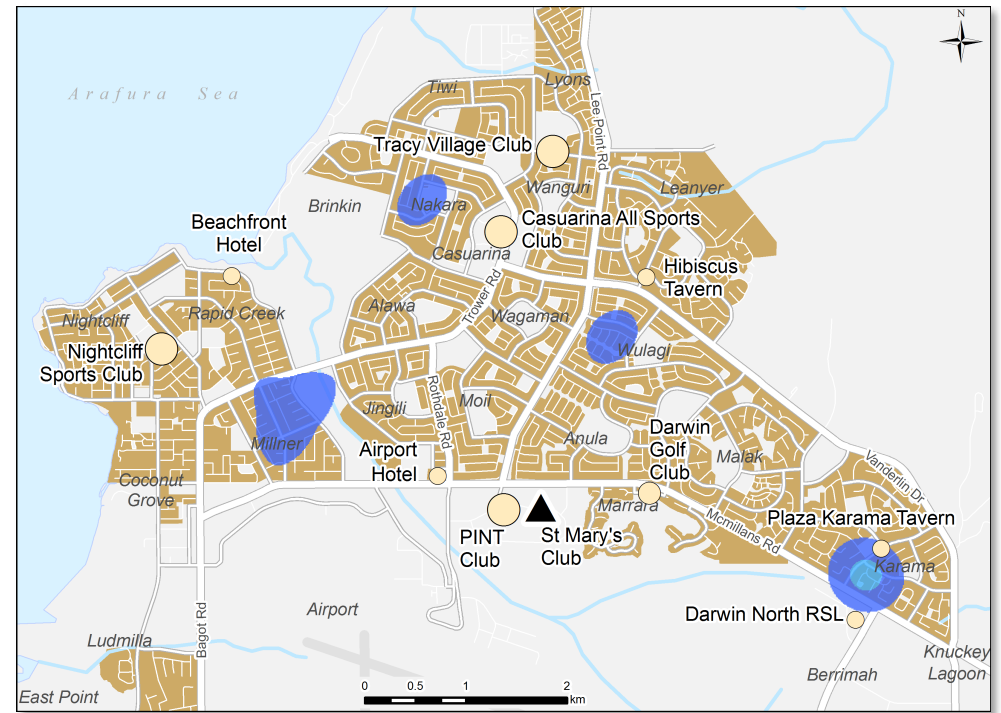 N
Arafura Sea
Tiwi
Lyons
Lee Point Rd
Tracy Village Club
Wanguri
Leanyer
Brinkin
Nakara
Beachfront
Hotel
Casuarina All Sports
Club
Casuarina
Hibiscus
Tavern
Trower Rd
Alawa
Wagaman
Nightcliff
Rapid Creek
Nightcliff
Sports Club
Wulagi
Rothdale Rd
Moil
Jingili
Millner
Anula
Darwin
Golf
Club
Malak
Airport
Hotel
Vanderlin Dr
Coconut
Grove
Marrara
Mcmillans Rd
Plaza Karama Tavern
PINT
Club
St Mary's
Club
Karama
Bagot Rd
Airport
Darwin North RSL
Ludmilla
Knuckey
Lagoon
Berrimah
East Point
0 0.5 1 2
km